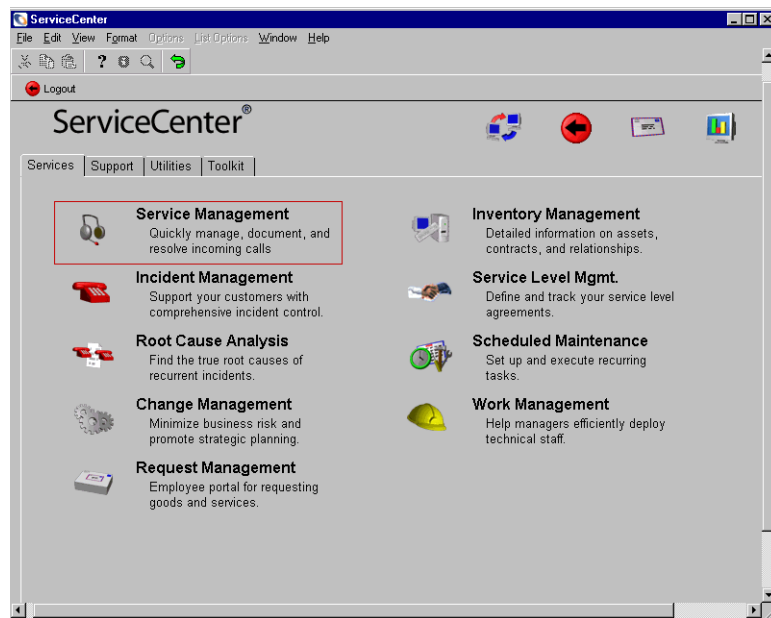 ServiceCenter
File Edit View Format Options List Options Window Help
?
Logout
ServiceCenter®
Services Support Utilities Toolkit
Service Management
Quickly manage, document, and
resolve incoming calls
Incident Management
Support your customers with
comprehensive incident control.
Root Cause Analysis
Find the true root causes of
recurrent incidents.
Change Management
Minimize business risk and
promote strategic planning.
Request Management
Employee portal for requesting
goods and services.
Inventory Management
Detailed information on assets,
contracts, and relationships.
Service Level Mgmt.
Define and track your service level
agreements.
Scheduled Maintenance
Set up and execute recurring
tasks.
Work Management
Help managers efficiently deploy
technical staff.